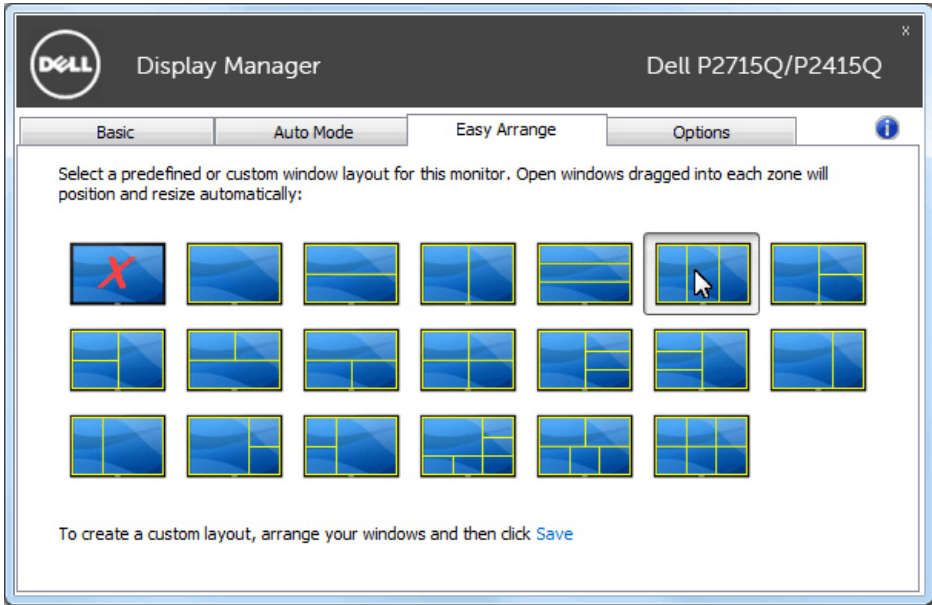 x
DELL
Display Manager
Dell P2715Q/P2415Q
Basic
Auto Mode
Easy Arrange
Options
i
Select a predefined or custom window layout for this monitor. Open windows dragged into each zone will
position and resize automatically:
X
To create a custom layout, arrange your windows and then click Save